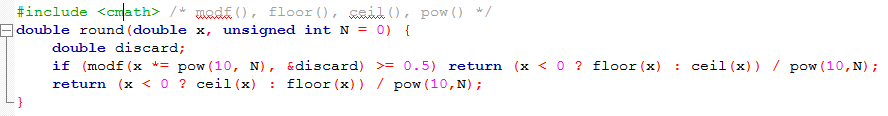 #include <cmath> /* modf(), floor(), ceil(), pow() */
double round(double x, unsigned int N = 0) {
    double discard;
    if (modf(x *= pow(10, N), &discard) >= 0.5) return (x < 0 ? floor(x) : ceil(x)) / pow(10,N);
    return (x < 0 ? ceil(x) : floor(x)) / pow(10,N);
}